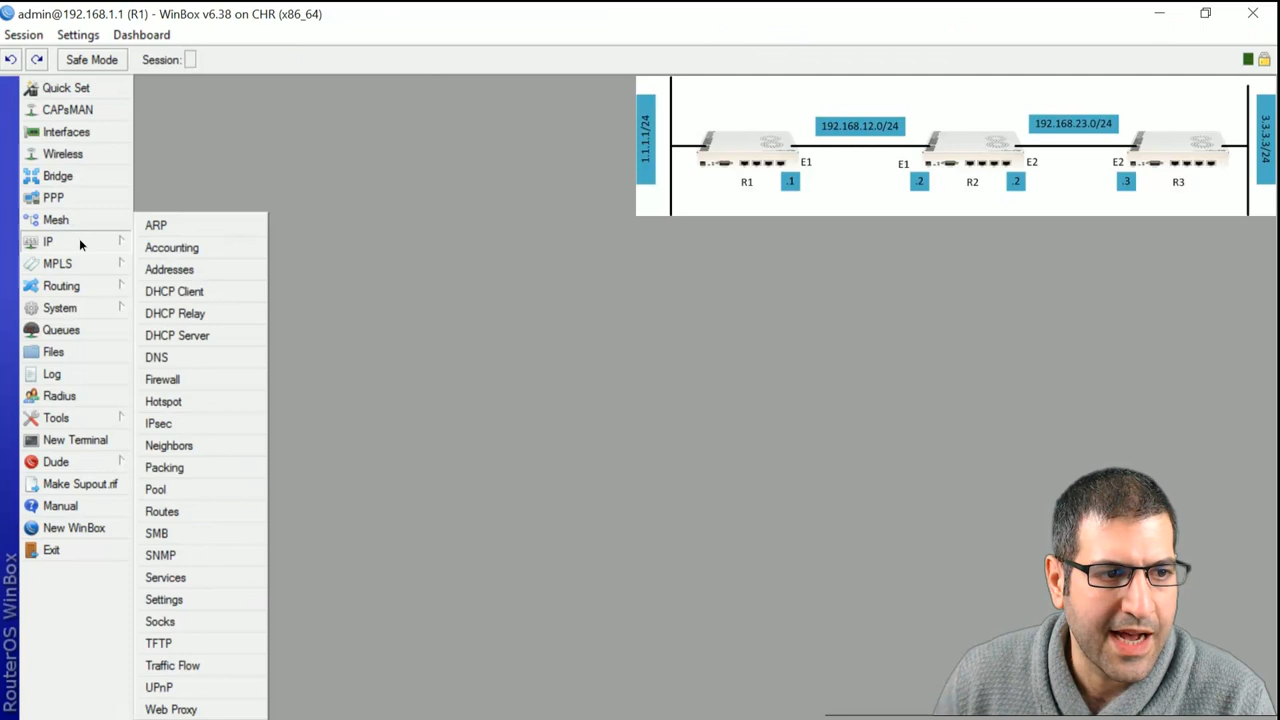 admin@192.168.1.1 (R1) - WinBox v6.38 on CHR (x86_64)
Session Settings Dashboard
Safe Mode Session:
Quick Set
CAPsMAN
Interfaces
Wireless
Bridge
PPP
Mesh
IP
MPLS
Routing
System
Queues
Files
Log
Radius
Tools
New Terminal
Dude
Make Supout.rif
Manual
New WinBox
Exit
RouterOS WinBox
ARP
Accounting
Addresses
DHCP Client
DHCP Relay
DHCP Server
DNS
Firewall
Hotspot
IPsec
Neighbors
Packing
Pool
Routes
SMB
SNMP
Services
Settings
Socks
TFTP
Traffic Flow
UPnP
Web Proxy
1.1.1.1/24
192.168.12.0/24
192.168.23.0/24
3.3.3.3/24
E1
E1
E2
E2
R1
.1
.2
R2
.2
.3
R3